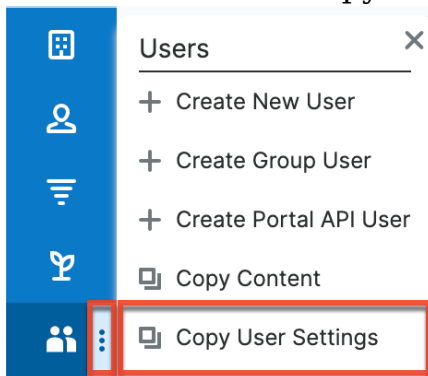 Users
Create New User
Create Group User
Create Portal API User
Copy Content
Copy User Settings